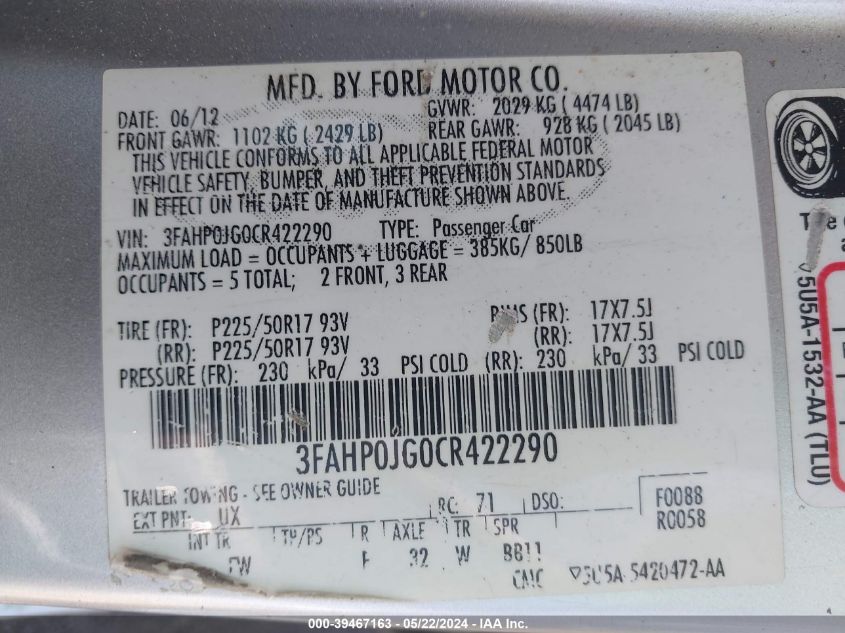 MFD. BY FORD MOTOR CO.
DATE: 06/12 GVWR: 2029 KG ( 4474 LB)
FRONT GAWR: 1102 KG ( 2429 LB) REAR GAWR: 928 KG ( 2045 LB)
THIS VEHICLE CONFORMS TO ALL APPLICABLE FEDERAL MOTOR
VEHICLE SAFETY, BUMPER, AND THEFT PREVENTION STANDARDS
IN EFFECT ON THE DATE OF MANUFACTURE SHOWN ABOVE.
VIN: 3FAHP0JG0CR422290 TYPE: Passenger Car
MAXIMUM LOAD = OCCUPANTS + LUGGAGE = 385KG/ 850LB
OCCUPANTS = 5 TOTAL; 2 FRONT, 3 REAR
TIRE (FR): P225/50R17 93V (FR): 17X7.5J
(RR): P225/50R17 93V (RR): 17X7.5J
PRESSURE (FR): 230 kPa/ 33 PSI COLD (RR): 230 kPa/ 33 PSI COLD
3FAHP0JG0CR422290
TRAILER TOWING - SEE OWNER GUIDE
EXT PNT: UX RC: 71 DSO: F0088
R0058
INT TR TP/PS R AXLE TR SPR
32 W BB11
5U5A-5420472-AA
The
5U5A-1532-AA (TLU)
000-39467163 - 05/22/2024 - IAA Inc.